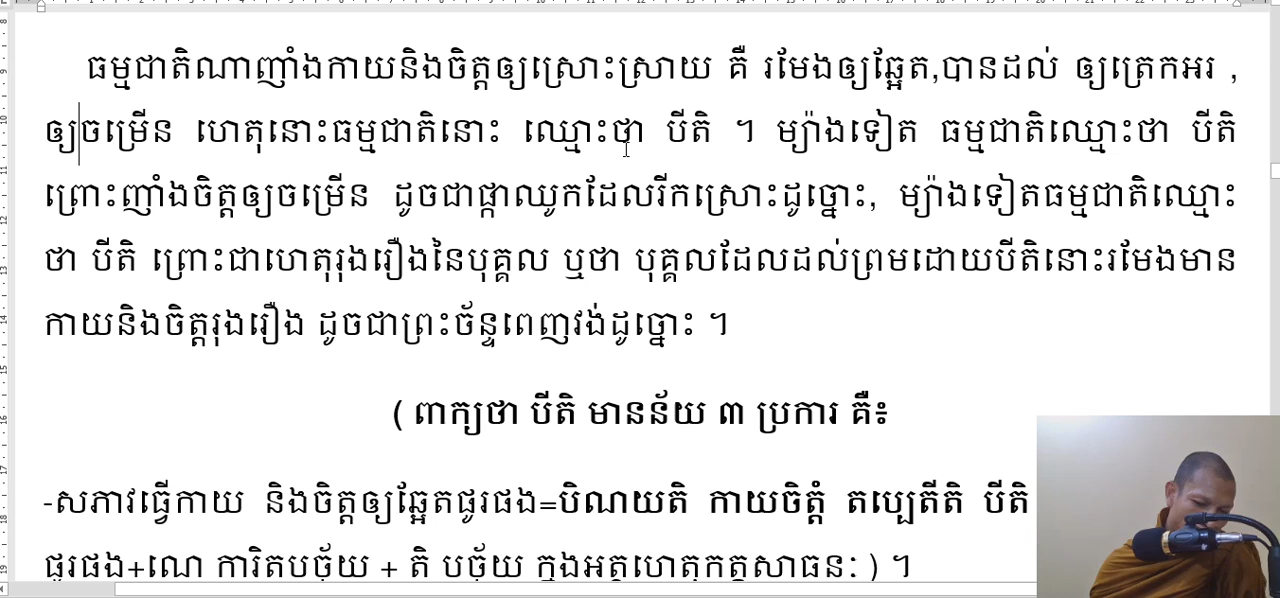 ធម្មជាតិណាញ៉ាំងកាយនិងចិត្តឲ្យស្រោះស្រាយ គឺ រមែងឲ្យឆ្អែត,បានដល់ ឲ្យត្រេកអរ ,
ឲ្យចម្រើន ហេតុនោះធម្មជាតិនោះ ឈ្មោះថា បីតិ ។ ម្យ៉ាងទៀត ធម្មជាតិឈ្មោះថា បីតិ
ព្រោះញ៉ាំងចិត្តឲ្យចម្រើន ដូចជាផ្កាឈូកដែលរីកស្រោះដូច្នោះ, ម្យ៉ាងទៀតធម្មជាតិឈ្មោះ
ថា បីតិ ព្រោះជាហេតុរុងរឿងនៃបុគ្គល ឬថា បុគ្គលដែលដល់ព្រមដោយបីតិនោះរមែងមាន
កាយនិងចិត្តរុងរឿង ដូចជាព្រះច័ន្ទពេញវង់ដូច្នោះ ។
( ពាក្យថា បីតិ មានន័យ ៣ ប្រការ គឺ៖
-សភាវធ្វើកាយ និងចិត្តឲ្យឆ្អែតផូរផង=បិណយតិ កាយចិត្តំ តប្បេតីតិ បីតិ
ផូរផង+ណេ ការិតបច្ច័យ + តិ បច្ច័យ ក្នុងអត្ថហេតុកត្តុសាធនៈ ) ។